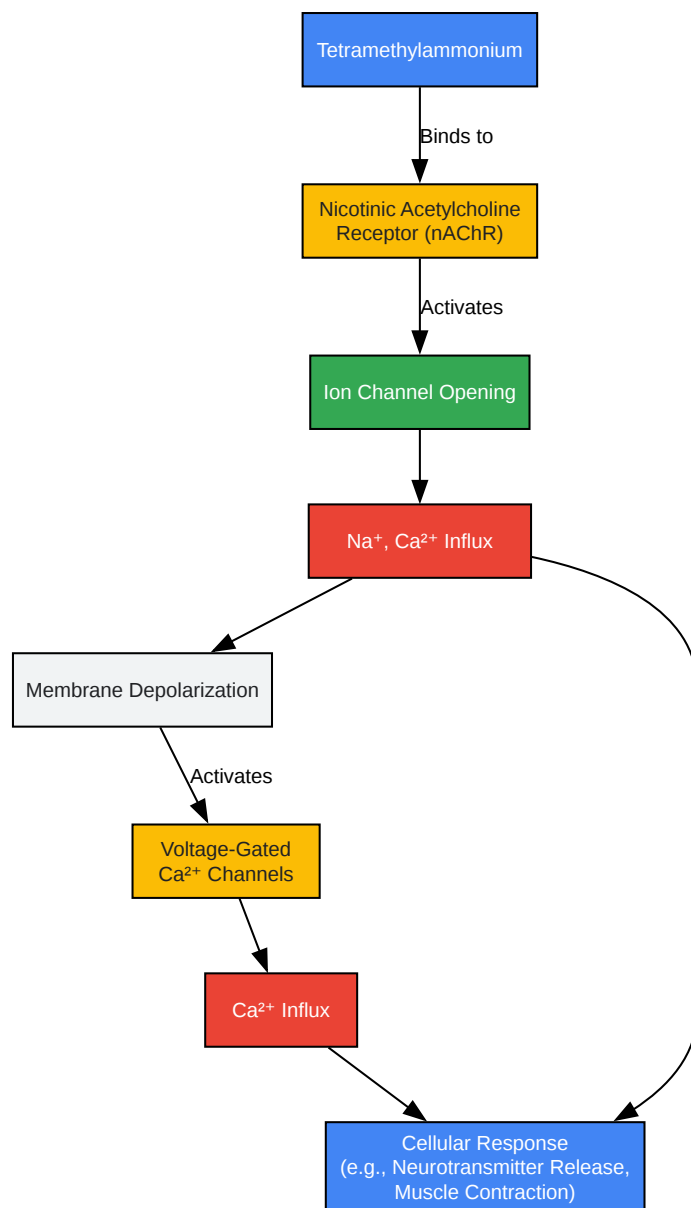 Tetramethylammonium
Binds to
Nicotinic Acetylcholine
Receptor (nAChR)
Activates
Ion Channel Opening
Na⁺, Ca²⁺ Influx
Membrane Depolarization
Activates
Voltage-Gated
Ca²⁺ Channels
Ca²⁺ Influx
Cellular Response
(e.g., Neurotransmitter Release,
Muscle Contraction)